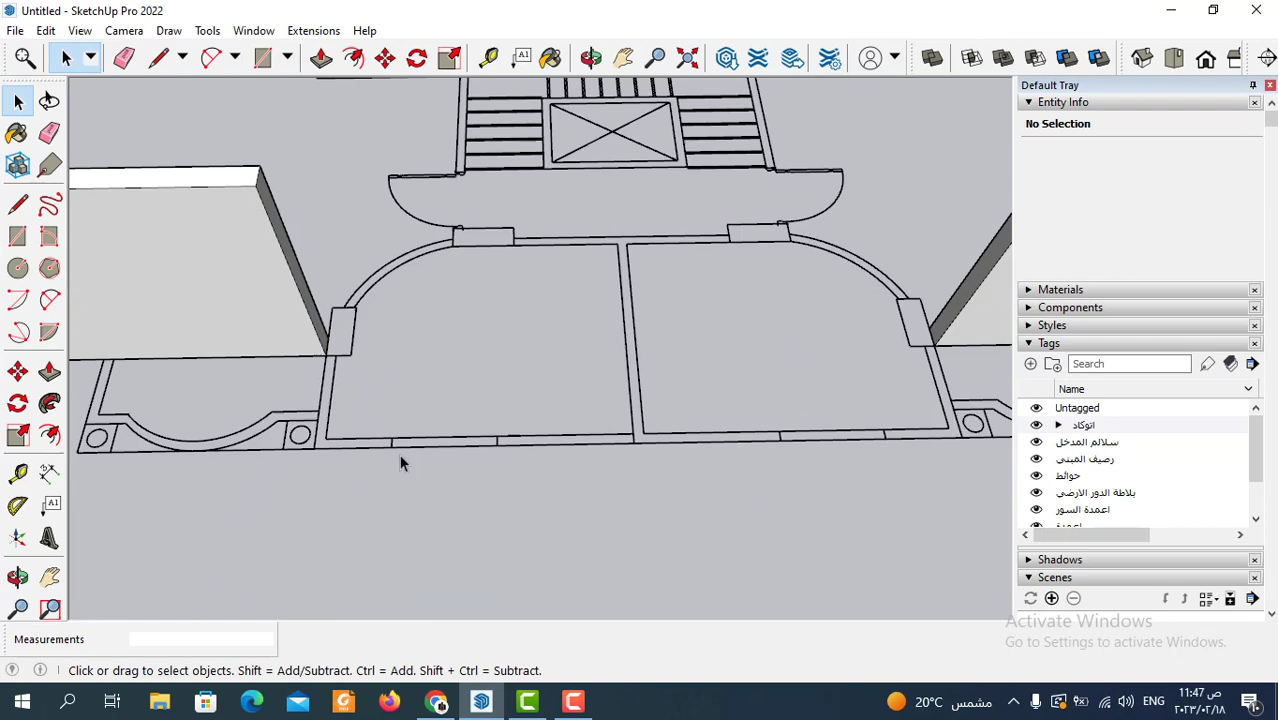 Untitled - SketchUp Pro 2022
File Edit View Camera Draw Tools Window Extensions Help
Default Tray
Entity Info
No Selection
Materials
Components
Styles
Tags
Search
Name
Untagged
اتوكاد
سلالم المدخل
رصيف المبني
حوائط
بلاطة الدور الارضي
اعمدة السور
اعمدة
Shadows
Scenes
Activate Windows
Go to Settings to activate Windows.
Measurements
Click or drag to select objects. Shift = Add/Subtract. Ctrl = Add. Shift + Ctrl = Subtract.
20°C مشمس
ENG
11:47 ص
٢٠٢٣/٠٢/١٨